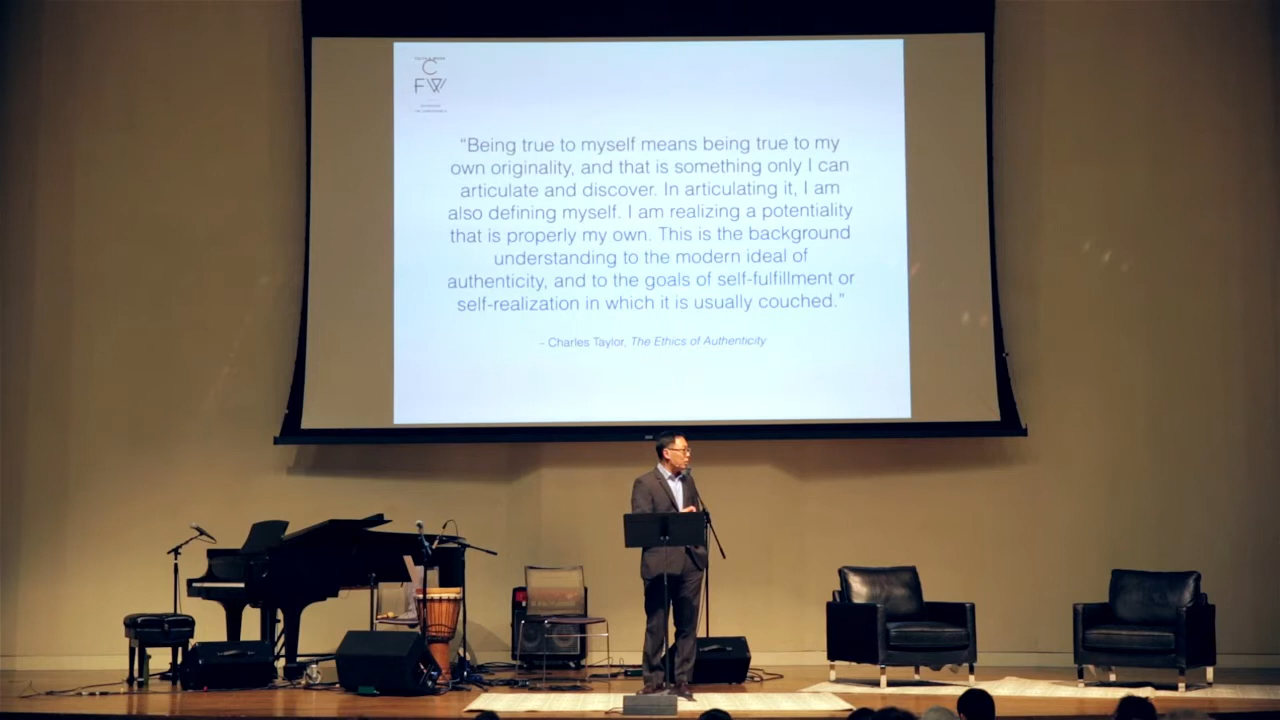 C
FW
"Being true to myself means being true to my
own originality, and that is something only I can
articulate and discover. In articulating it, I am
also defining myself. I am realizing a potentiality
that is properly my own. This is the background
understanding to the modern ideal of
authenticity, and to the goals of self-fulfillment or
self-realization in which it is usually couched."
– Charles Taylor, The Ethics of Authenticity